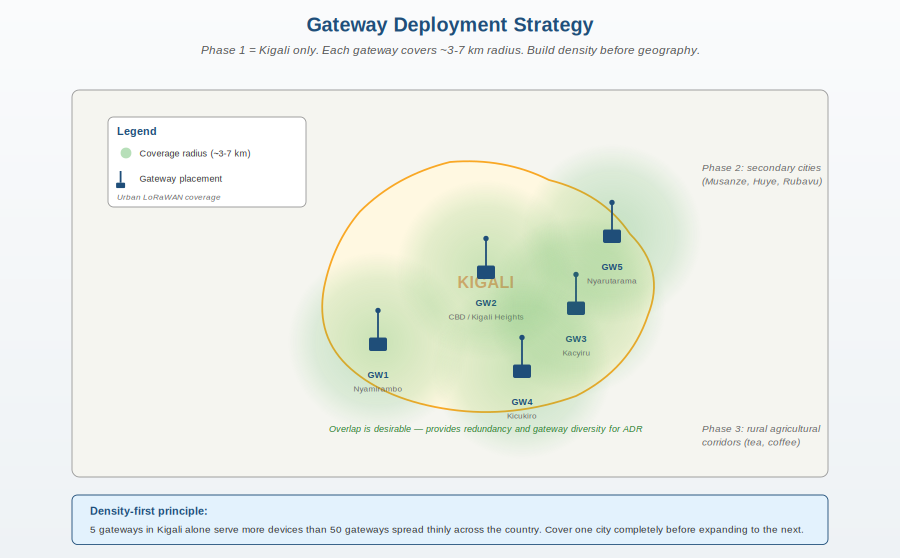 Gateway Deployment Strategy
Phase 1 = Kigali only. Each gateway covers ~3-7 km radius. Build density before geography.
Legend
Coverage radius (~3-7 km)
Gateway placement
Urban LoRaWAN coverage
Phase 2: secondary cities
(Musanze, Huye, Rubavu)
KIGALI
GW5
Nyarutarama
GW2
CBD / Kigali Heights
GW3
Kacyiru
GW1
Nyamirambo
GW4
Kicukiro
Overlap is desirable — provides redundancy and gateway diversity for ADR
Phase 3: rural agricultural
corridors (tea, coffee)
Density-first principle:
5 gateways in Kigali alone serve more devices than 50 gateways spread thinly across the country. Cover one city completely before expanding to the next.